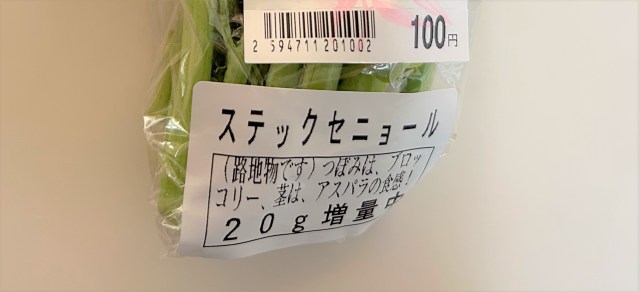 2 594711 201002
100円
スティックセニョール
(路地物です)つぼみは、ブロッ
コリー、茎は、アスパラの食感!
20g増量中